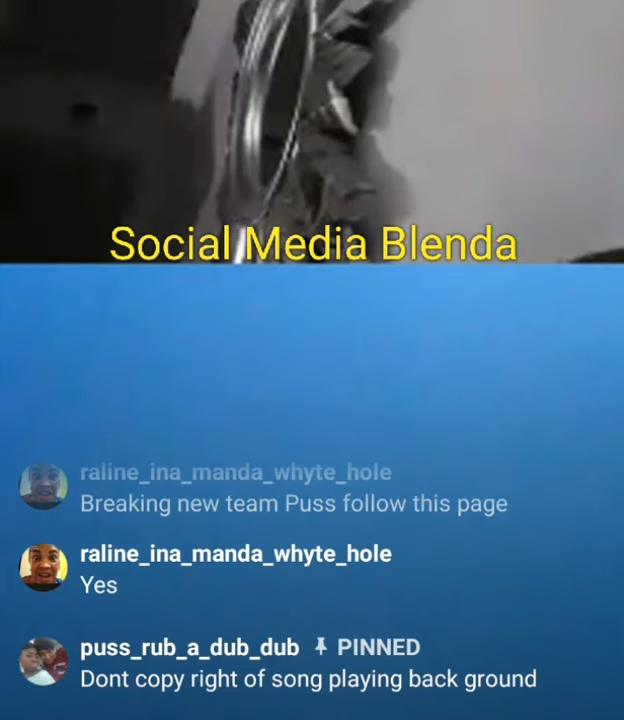 Social Media Blenda
raline_ina_manda_whyte_hole
Breaking new team Puss follow this page
raline_ina_manda_whyte_hole
Yes
puss_rub_a_dub_dub PINNED
Dont copy right of song playing back ground